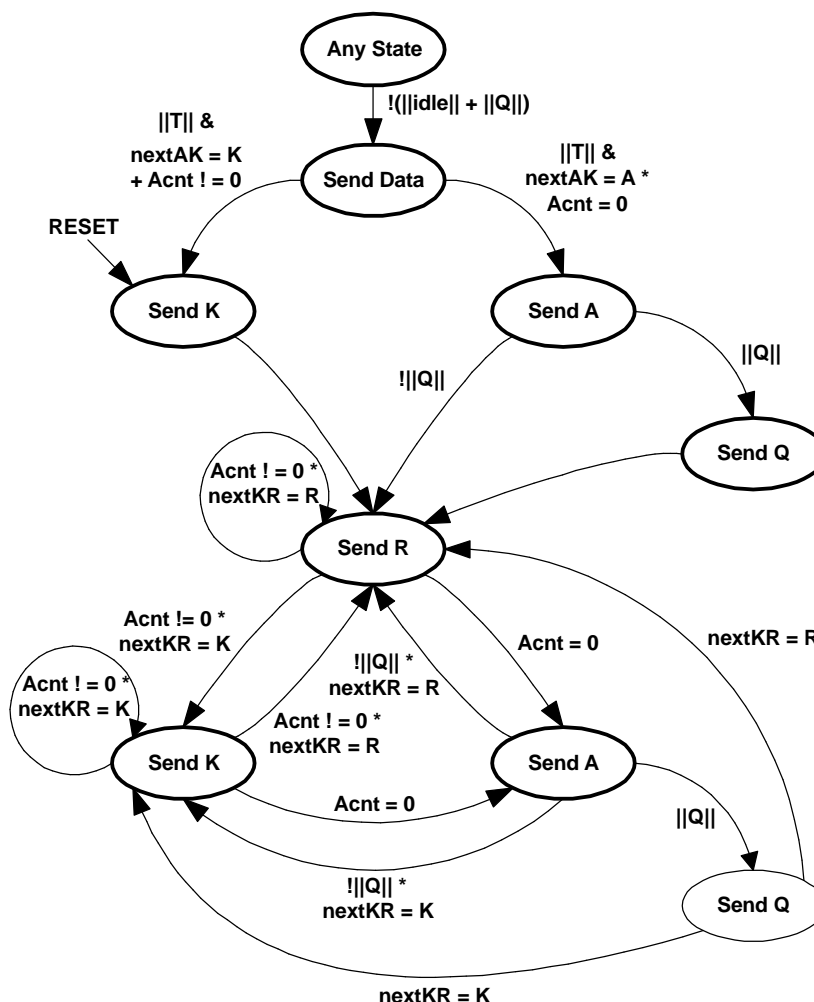 Any State
!(||idle|| + ||Q||)
||T|| &
nextAK = K
+ Acnt ! = 0
||T|| &
nextAK = A *
Acnt = 0
Send Data
RESET
Send K
Send A
!||Q||
||Q||
Send Q
Acnt ! = 0 *
nextKR = R
Send R
Acnt != 0 *
nextKR = K
Acnt = 0
nextKR = R
!||Q|| *
nextKR = R
Acnt ! = 0 *
nextKR = K
Acnt ! = 0 *
nextKR = R
Send K
Send A
Acnt = 0
||Q||
!||Q|| *
nextKR = K
Send Q
nextKR = K